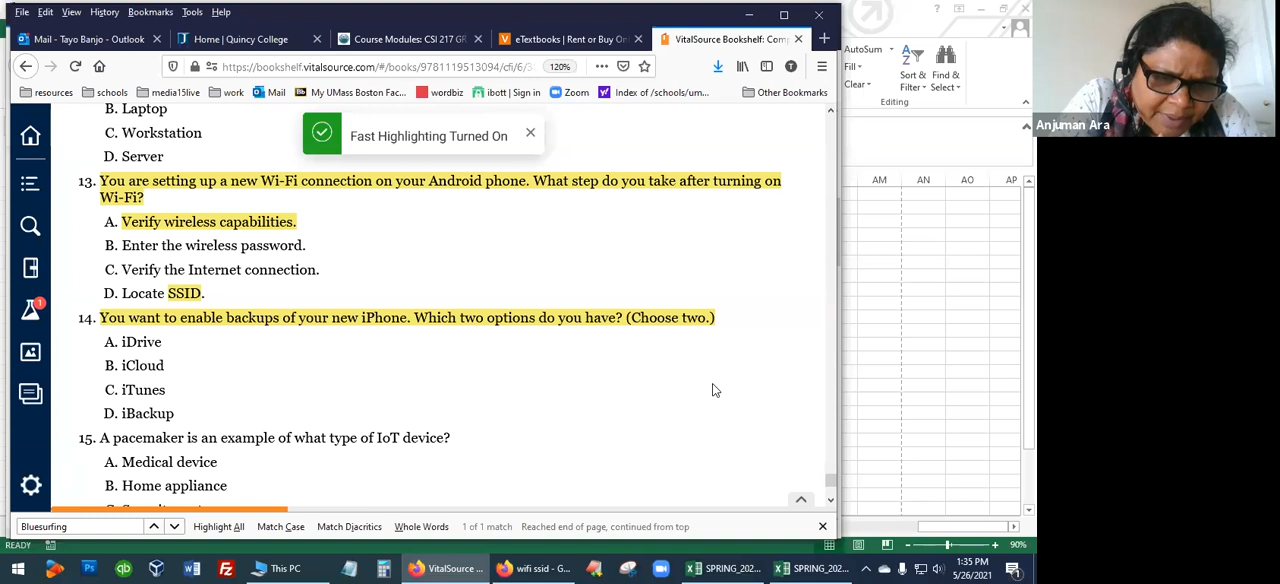 File Edit View History Bookmarks Tools Help
Mail - Tayo Banjo - Outlook
Home | Quincy College
Course Modules: CSI 217 GR
eTextbooks | Rent or Buy On
VitalSource Bookshelf: Comp
https://bookshelf.vitalsource.com/#/books/9781119513094/cfi/6/3 120%
resources schools media15live work Mail My UMass Boston Fac... wordbiz ibott | Sign in Zoom Index of /schools/um... Other Bookmarks
B. Laptop
C. Workstation
D. Server
Fast Highlighting Turned On
13. You are setting up a new Wi-Fi connection on your Android phone. What step do you take after turning on
Wi-Fi?
A. Verify wireless capabilities.
B. Enter the wireless password.
C. Verify the Internet connection.
D. Locate SSID.
14. You want to enable backups of your new iPhone. Which two options do you have? (Choose two.)
A. iDrive
B. iCloud
C. iTunes
D. iBackup
15. A pacemaker is an example of what type of IoT device?
A. Medical device
B. Home appliance
Bluesurfing Highlight All Match Case Match Diacritics Whole Words 1 of 1 match Reached end of page, continued from top
AutoSum
Fill
Clear
Sort &
Filter
Find &
Select
Editing
AM AN AO AP
Anjuman Ara
READY
90%
This PC
VitalSource ...
wifi ssid - G...
SPRING_202...
SPRING_202...
1:35 PM
5/26/2021
1
1